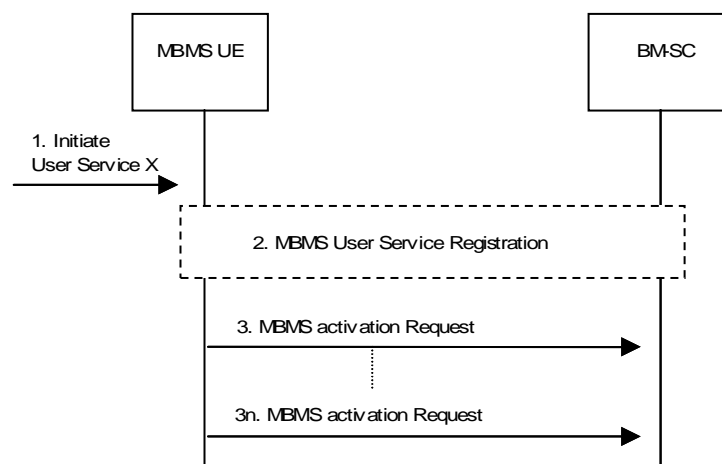 MBMS UE
BM-SC
1. Initiate
User Service X
2. MBMS User Service Registration
3. MBMS activation Request
3n. MBMS activation Request